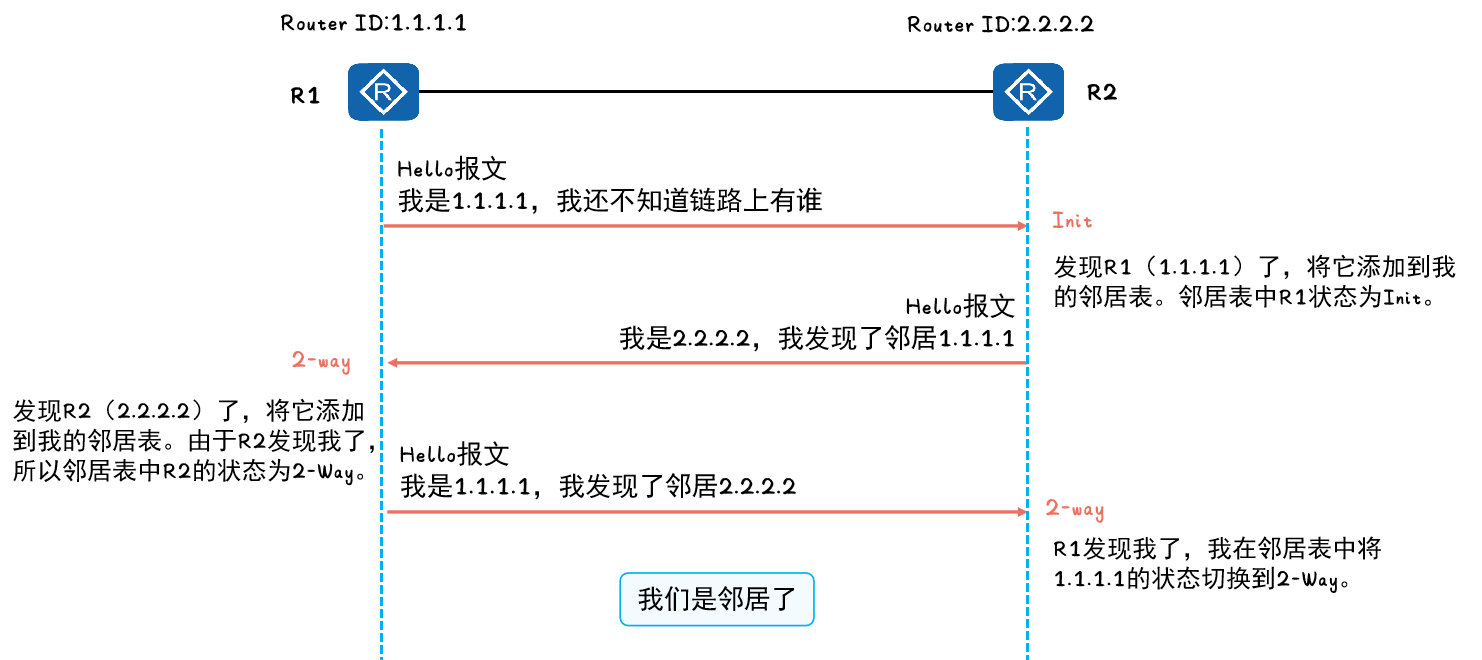 Router ID:1.1.1.1
Router ID:2.2.2.2
R1
R
R
R2
Hello报文
我是1.1.1.1，我还不知道链路上有谁
Init
发现R1（1.1.1.1）了，将它添加到我
的邻居表。邻居表中R1状态为Init。
Hello报文
我是2.2.2.2，我发现了邻居1.1.1.1
2-way
发现R2（2.2.2.2）了，将它添加
到我的邻居表。由于R2发现我了，
所以邻居表中R2的状态为2-Way。
Hello报文
我是1.1.1.1，我发现了邻居2.2.2.2
2-way
R1发现我了，我在邻居表中将
1.1.1.1的状态切换到2-Way。
我们是邻居了